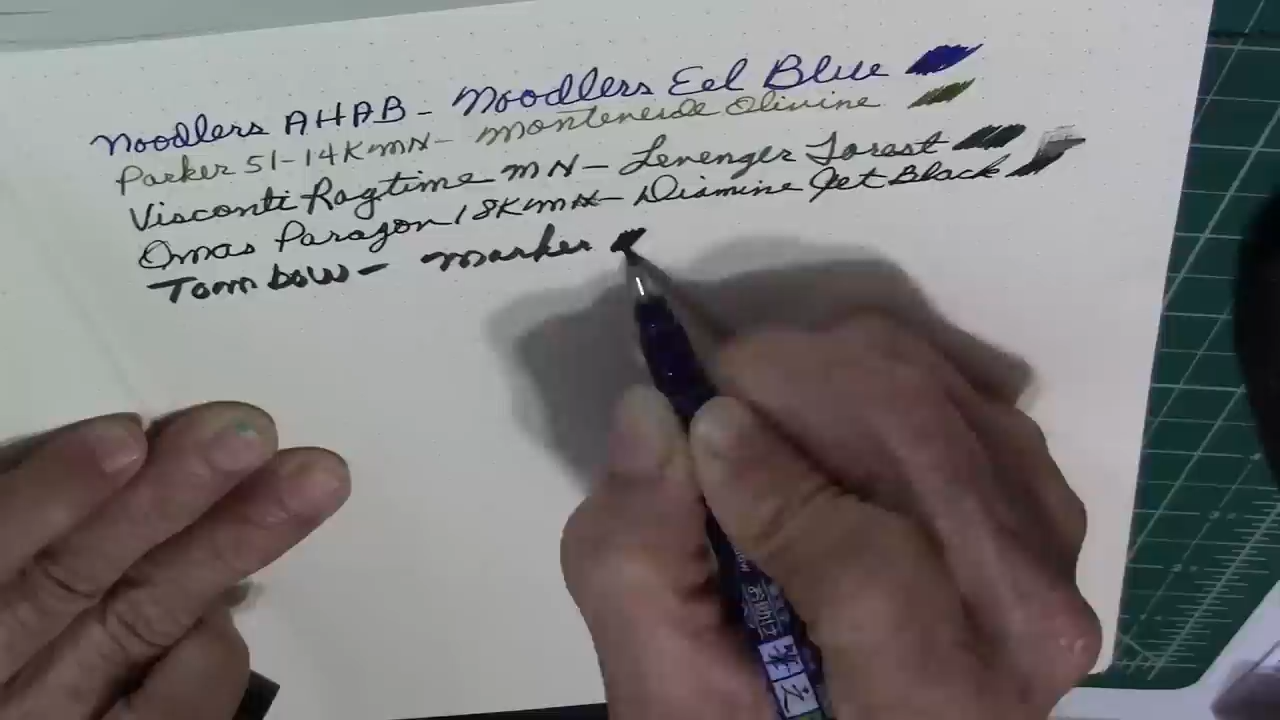 Noodlers AHAB - Noodlers Eel Blue
Parker 51-14K MN - Monteverde Olivine
Visconti Ragtime MN - Levenger Forest
Omas Paragon 18K MN - Diamine Jet Black
Tombow - Marker